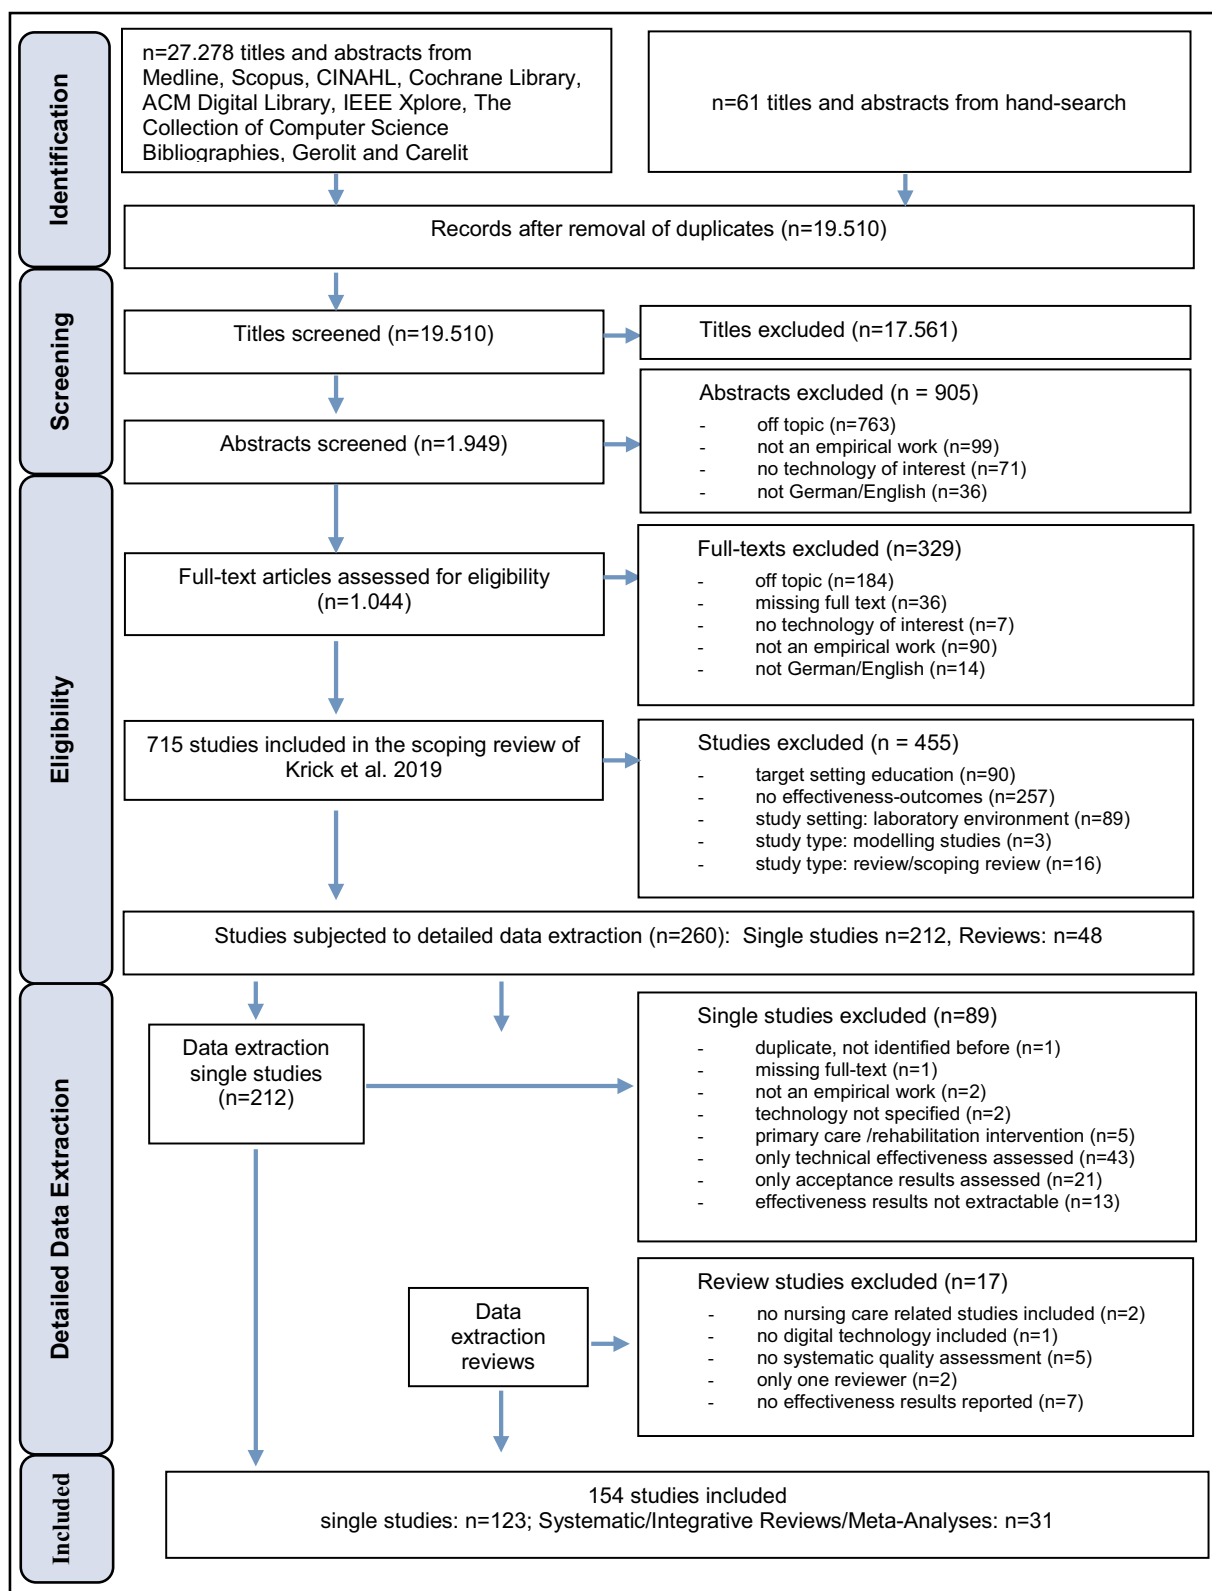 Identification
n=27.278 titles and abstracts from
Medline, Scopus, CINAHL, Cochrane Library,
ACM Digital Library, IEEE Xplore, The
Collection of Computer Science
Bibliographies, Gerolit and Carelit
n=61 titles and abstracts from hand-search
Records after removal of duplicates (n=19.510)
Screening
Titles screened (n=19.510)
Titles excluded (n=17.561)
Abstracts screened (n=1.949)
Abstracts excluded (n = 905)
- off topic (n=763)
- not an empirical work (n=99)
- no technology of interest (n=71)
- not German/English (n=36)
Eligibility
Full-text articles assessed for eligibility
(n=1.044)
Full-texts excluded (n=329)
- off topic (n=184)
- missing full text (n=36)
- no technology of interest (n=7)
- not an empirical work (n=90)
- not German/English (n=14)
715 studies included in the scoping review of
Krick et al. 2019
Studies excluded (n = 455)
- target setting education (n=90)
- no effectiveness-outcomes (n=257)
- study setting: laboratory environment (n=89)
- study type: modelling studies (n=3)
- study type: review/scoping review (n=16)
Studies subjected to detailed data extraction (n=260): Single studies n=212, Reviews: n=48
Detailed Data Extraction
Data extraction
single studies
(n=212)
Single studies excluded (n=89)
- duplicate, not identified before (n=1)
- missing full-text (n=1)
- not an empirical work (n=2)
- technology not specified (n=2)
- primary care /rehabilitation intervention (n=5)
- only technical effectiveness assessed (n=43)
- only acceptance results assessed (n=21)
- effectiveness results not extractable (n=13)
Data
extraction
reviews
Review studies excluded (n=17)
- no nursing care related studies included (n=2)
- no digital technology included (n=1)
- no systematic quality assessment (n=5)
- only one reviewer (n=2)
- no effectiveness results reported (n=7)
Included
154 studies included
single studies: n=123; Systematic/Integrative Reviews/Meta-Analyses: n=31